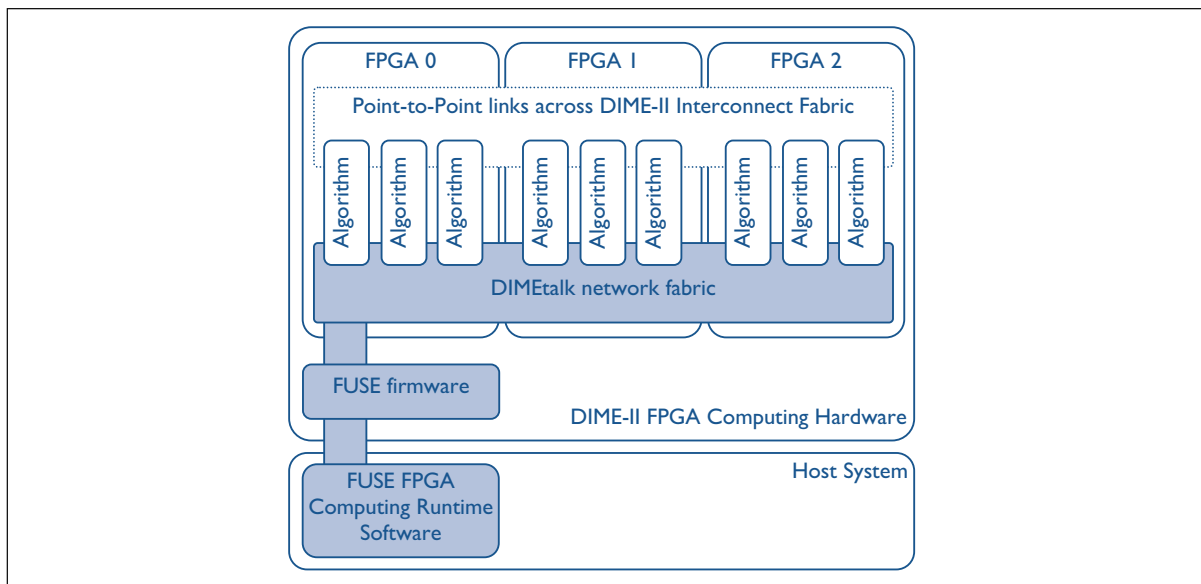 FPGA 0
FPGA 1
FPGA 2
Point-to-Point links across DIME-II Interconnect Fabric
Algorithm
Algorithm
Algorithm
Algorithm
Algorithm
Algorithm
Algorithm
Algorithm
Algorithm
DIMEtalk network fabric
FUSE firmware
DIME-II FPGA Computing Hardware
Host System
FUSE FPGA
Computing Runtime
Software